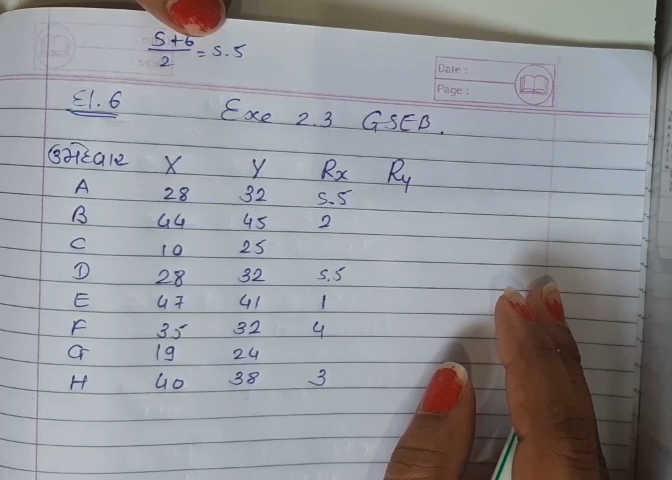 5+6/2 = 5.5
Date :
Page :
દા.6 Exe 2.3 GSEB.
ઉમેદવાર X Y Rx Ry
A 28 32 5.5
B 44 45 2
C 10 25
D 28 32 5.5
E 47 41 1
F 35 32 4
G 19 24
H 40 38 3